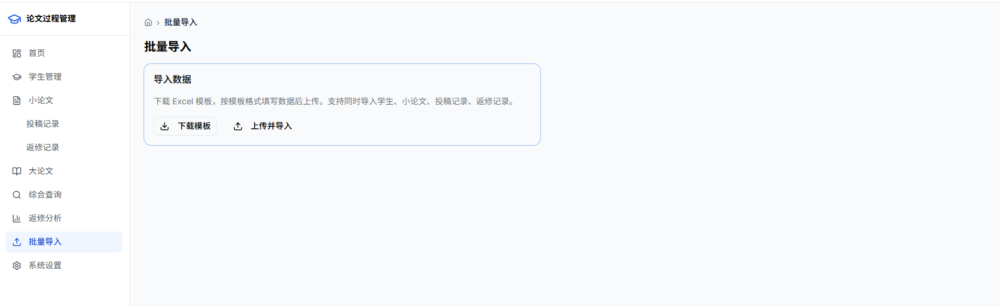 论文过程管理
首页
学生管理
小论文
投稿记录
返修记录
大论文
综合查询
返修分析
批量导入
系统设置
批量导入
批量导入
导入数据
下载 Excel 模板，按模板格式填写数据后上传。支持同时导入学生、小论文、投稿记录、返修记录。
下载模板 上传并导入